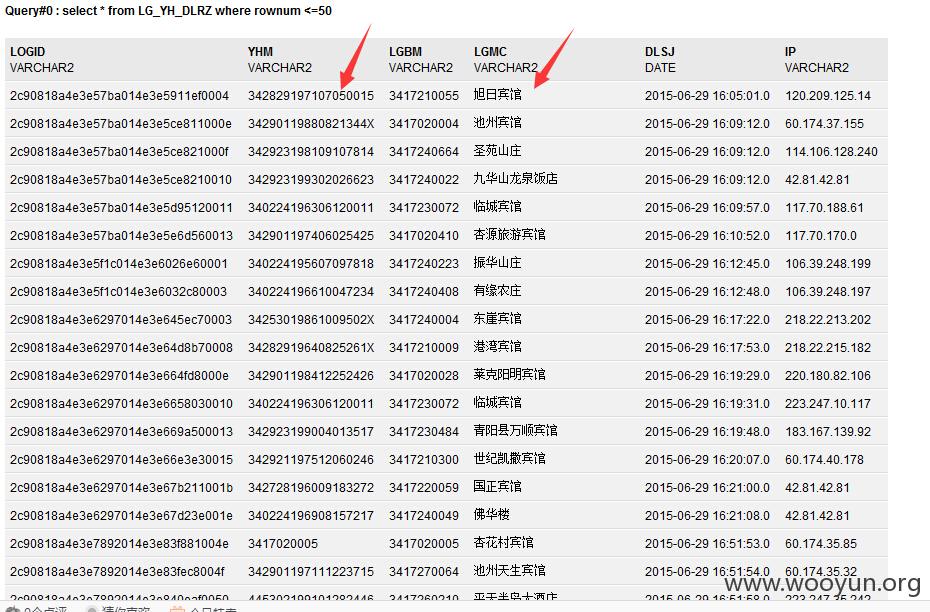 Query#0 : select * from LG_YH_DLRZ where rownum <=50
LOGID YHM LGBM LGMC DLSJ IP
VARCHAR2 VARCHAR2 VARCHAR2 VARCHAR2 DATE VARCHAR2
2c90818a4e3e57ba014e3e5911ef0004 342829197107050015 3417210055 旭日宾馆 2015-06-29 16:05:01.0 120.209.125.14
2c90818a4e3e57ba014e3e5ce811000e 34290119880821344X 3417020004 池州宾馆 2015-06-29 16:09:12.0 60.174.37.155
2c90818a4e3e57ba014e3e5ce821000f 342923198109107814 3417240664 圣苑山庄 2015-06-29 16:09:12.0 114.106.128.240
2c90818a4e3e57ba014e3e5ce8210010 342923199302026623 3417240022 九华山龙泉饭店 2015-06-29 16:09:12.0 42.81.42.81
2c90818a4e3e57ba014e3e5d95120011 340224196306120011 3417230072 临城宾馆 2015-06-29 16:09:57.0 117.70.188.61
2c90818a4e3e57ba014e3e5e6d560013 342901197406025425 3417020410 杏源旅游宾馆 2015-06-29 16:10:52.0 117.70.170.0
2c90818a4e3e5f1c014e3e6026e60001 340224195607097818 3417240223 振华山庄 2015-06-29 16:12:45.0 106.39.248.199
2c90818a4e3e5f1c014e3e6032c80003 340224196610047234 3417240408 有缘农庄 2015-06-29 16:12:48.0 106.39.248.197
2c90818a4e3e6297014e3e645ec70003 34253019861009502X 3417240004 东崖宾馆 2015-06-29 16:17:22.0 218.22.213.202
2c90818a4e3e6297014e3e64d8b70008 34282919640825261X 3417210009 港湾宾馆 2015-06-29 16:17:53.0 218.22.215.182
2c90818a4e3e6297014e3e664fd8000e 342901198412252426 3417020028 莱克阳明宾馆 2015-06-29 16:19:29.0 220.180.82.106
2c90818a4e3e6297014e3e6658030010 340224196306120011 3417230072 临城宾馆 2015-06-29 16:19:31.0 223.247.10.117
2c90818a4e3e6297014e3e669a500013 342923199004013517 3417230484 青阳县万顺宾馆 2015-06-29 16:19:48.0 183.167.139.92
2c90818a4e3e6297014e3e66e3e30015 342921197512060246 3417210300 世纪凯撒宾馆 2015-06-29 16:20:07.0 60.174.40.178
2c90818a4e3e6297014e3e67b211001b 342728196009183272 3417220059 国正宾馆 2015-06-29 16:21:00.0 42.81.42.81
2c90818a4e3e6297014e3e67d23e001e 340224196908157217 3417240049 佛华楼 2015-06-29 16:21:08.0 42.81.42.81
2c90818a4e3e7892014e3e83f881004e 3417020005 3417020005 杏花村宾馆 2015-06-29 16:51:53.0 60.174.35.85
2c90818a4e3e7892014e3e83fec8004f 342901197111223715 3417270064 池州天生宾馆 2015-06-29 16:51:54.0 60.174.35.32
www.wooyun.org